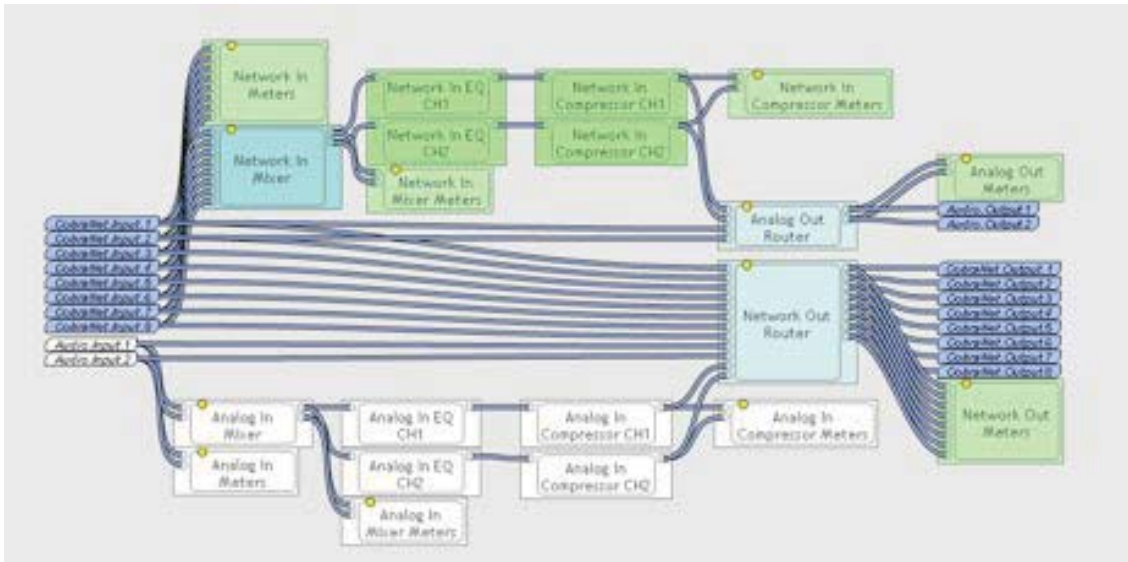 Network In
Meters
Network In
Mixer
Network In EQ
CH1
Network In EQ
CH2
Network In
Mixer Meters
Network In
Compressor CH1
Network In
Compressor CH2
Network In
Compressor Meters
Analog Out
Meters
Analog Out
Router
Audio Output 1
Audio Output 2
CobraNet Input 1
CobraNet Input 2
CobraNet Input 3
CobraNet Input 4
CobraNet Input 5
CobraNet Input 6
CobraNet Input 7
CobraNet Input 8
Audio Input 1
Audio Input 2
Network Out
Router
CobraNet Output 1
CobraNet Output 2
CobraNet Output 3
CobraNet Output 4
CobraNet Output 5
CobraNet Output 6
CobraNet Output 7
CobraNet Output 8
Network Out
Meters
Analog In
Mixer
Analog In
Meters
Analog In EQ
CH1
Analog In EQ
CH2
Analog In
Mixer Meters
Analog In
Compressor CH1
Analog In
Compressor CH2
Analog In
Compressor Meters